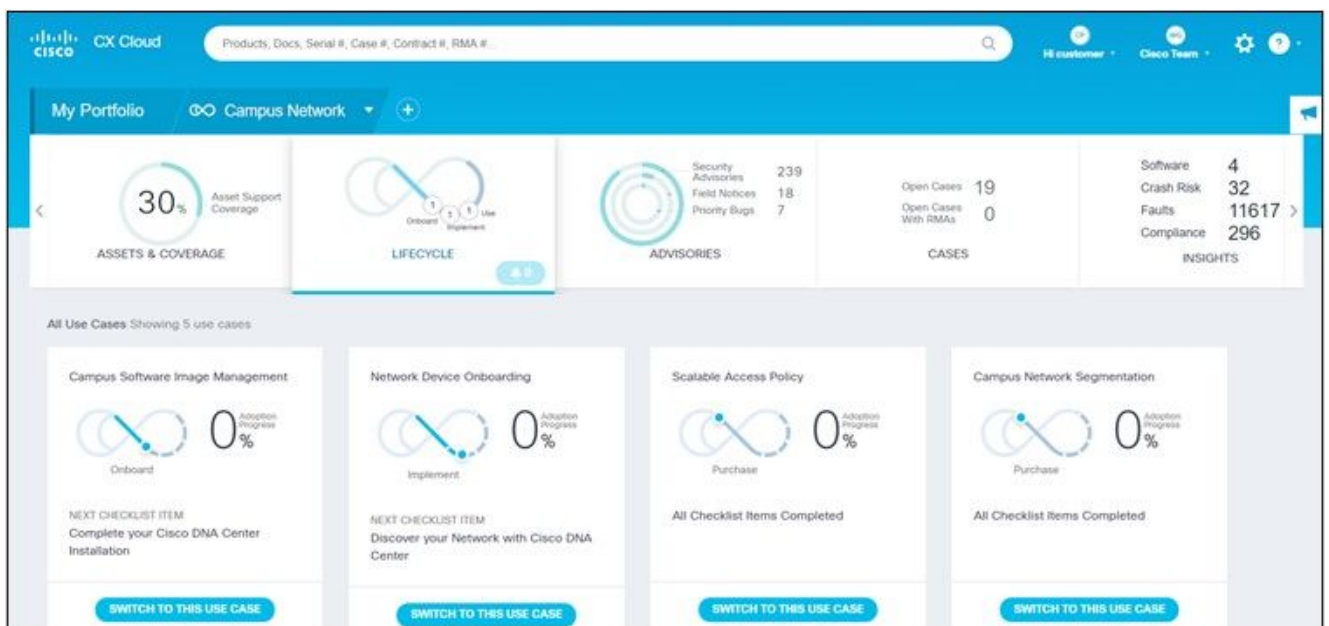 CISCO CX Cloud
Products, Docs, Serial #, Case #, Contract #, RMA #...
Hi customer
Cisco Team
?
My Portfolio
Campus Network
+
30%
Asset Support
Coverage
ASSETS & COVERAGE
1
1
1
Onboard
Implement
Use
LIFECYCLE
Security
Advisories 239
Field Notices 18
Priority Bugs 7
ADVISORIES
Open Cases 19
Open Cases
With RMAs 0
CASES
Software 4
Crash Risk 32
Faults 11617
Compliance 296
INSIGHTS
All Use Cases Showing 5 use cases
Campus Software Image Management
0%
Adoption
Progress
Onboard
NEXT CHECKLIST ITEM
Complete your Cisco DNA Center
Installation
SWITCH TO THIS USE CASE
Network Device Onboarding
0%
Adoption
Progress
Implement
NEXT CHECKLIST ITEM
Discover your Network with Cisco DNA
Center
SWITCH TO THIS USE CASE
Scalable Access Policy
0%
Adoption
Progress
Purchase
All Checklist Items Completed
SWITCH TO THIS USE CASE
Campus Network Segmentation
0%
Adoption
Progress
Purchase
All Checklist Items Completed
SWITCH TO THIS USE CASE